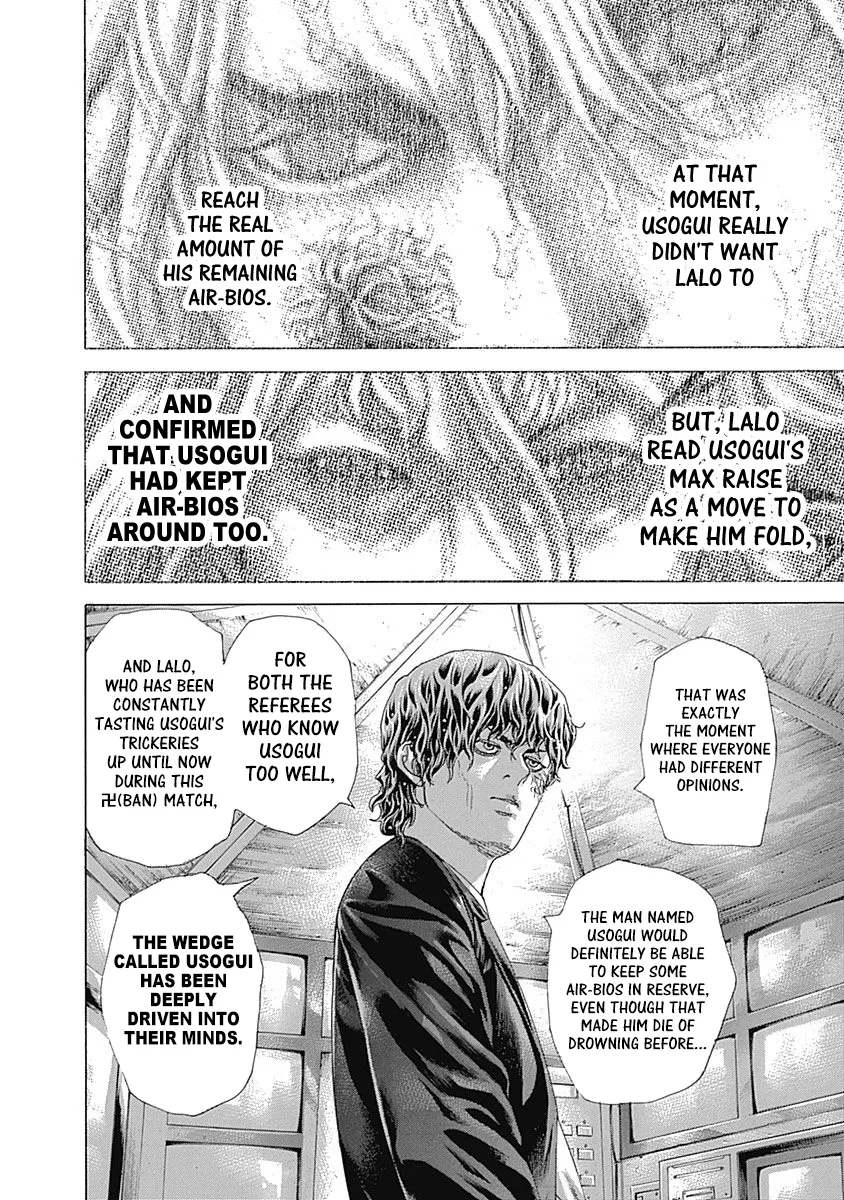 AT THAT
MOMENT,
USOGUI REALLY
DIDN'T WANT
LALO TO
REACH
THE REAL
AMOUNT OF
HIS REMAINING
AIR-BIOS.
BUT, LALO
READ USOGUI'S
MAX RAISE
AS A MOVE TO
MAKE HIM FOLD,
AND
CONFIRMED
THAT USOGUI
HAD KEPT
AIR-BIOS
AROUND TOO.
THAT WAS
EXACTLY
THE MOMENT
WHERE EVERYONE
HAD DIFFERENT
OPINIONS.
FOR
BOTH THE
REFEREES
WHO KNOW
USOGUI
TOO WELL,
AND LALO,
WHO HAS BEEN
CONSTANTLY
TASTING USOGUI'S
TRICKERIES
UP UNTIL NOW
DURING THIS
卍(BAN) MATCH,
THE MAN NAMED
USOGUI WOULD
DEFINITELY BE ABLE
TO KEEP SOME
AIR-BIOS IN RESERVE,
EVEN THOUGH THAT
MADE HIM DIE OF
DROWNING BEFORE...
THE WEDGE
CALLED USOGUI
HAS BEEN
DEEPLY
DRIVEN INTO
THEIR MINDS.